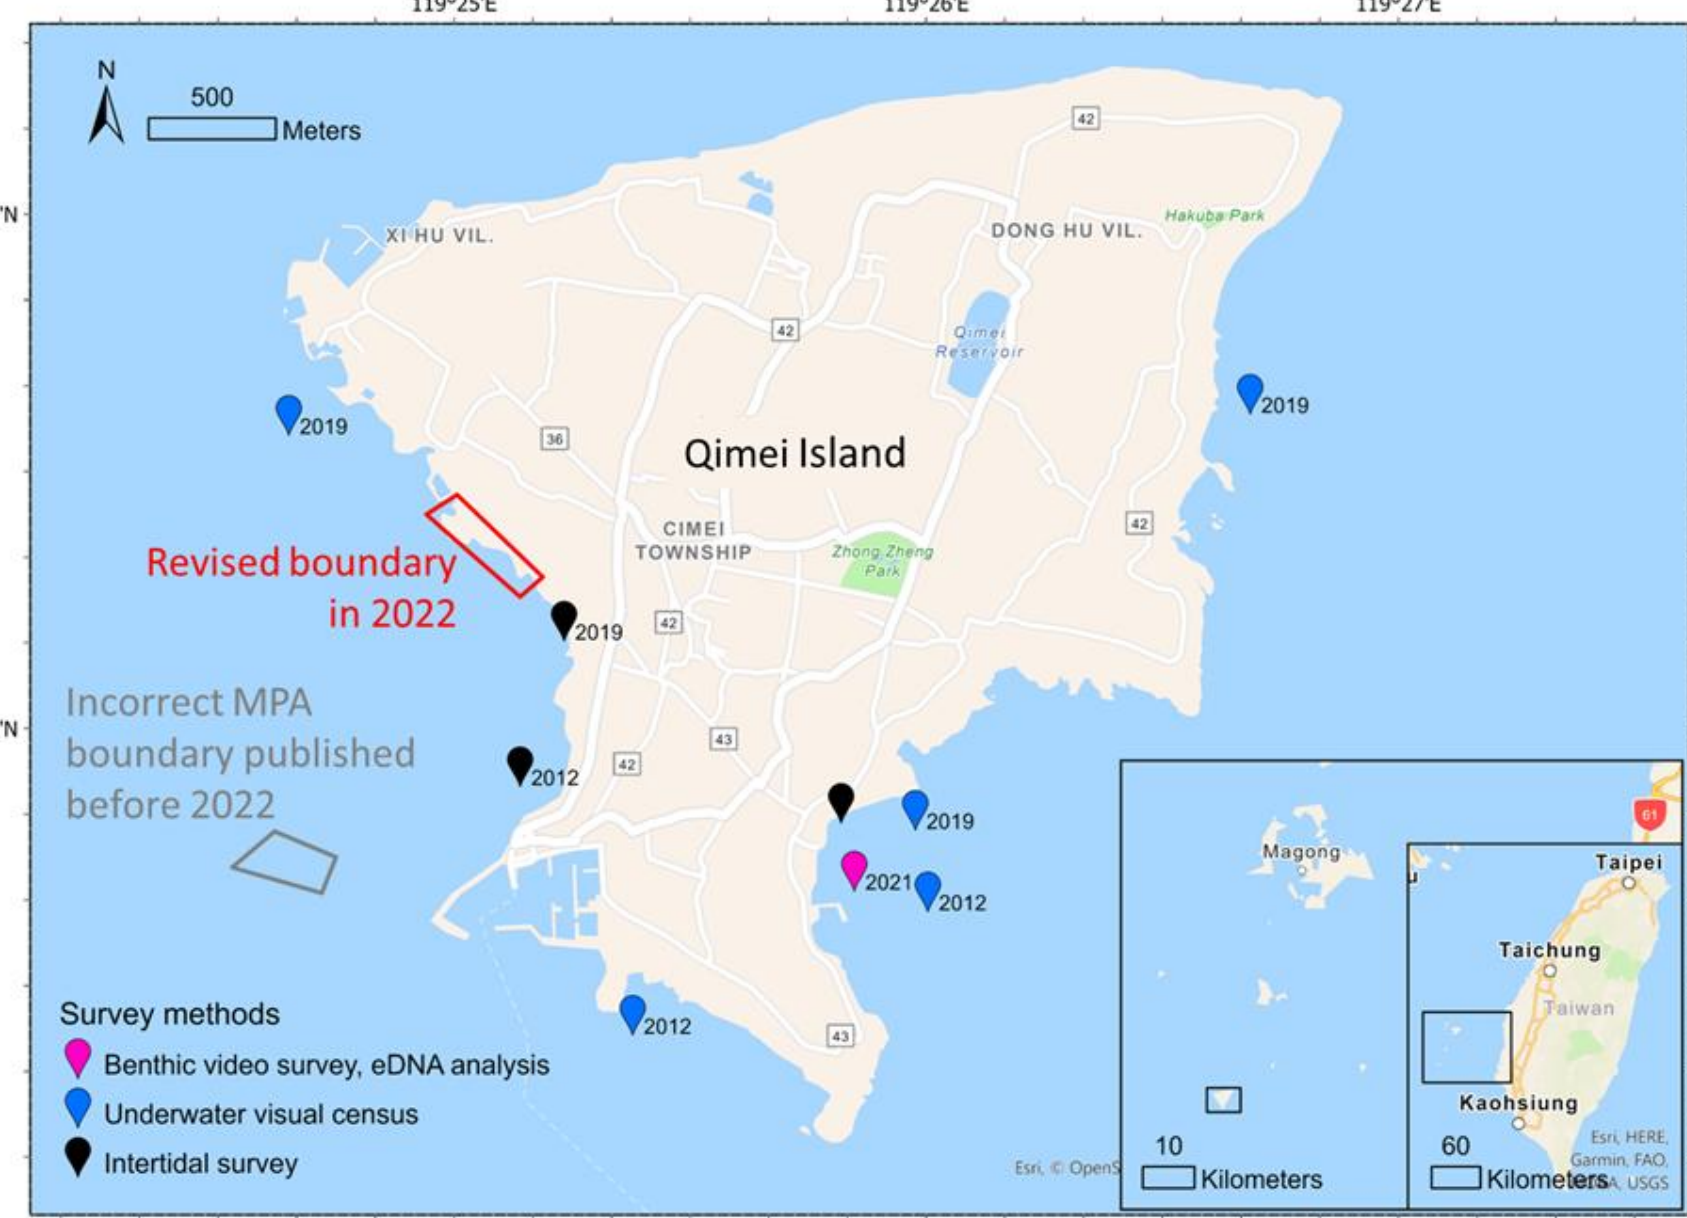 119°25'E
119°26'E
119°27'E
N
500
Meters
42
'N
XI HU VIL.
DONG HU VIL.
Hakuba Park
42
Qimei
Reservoir
2019
2019
36
Qimei Island
42
CIMEI
TOWNSHIP
Zhong Zheng
Park
Revised boundary
in 2022
2019
42
Incorrect MPA
boundary published
before 2022
'N
43
42
2012
2019
2021
2012
2012
43
Survey methods
Benthic video survey, eDNA analysis
Underwater visual census
Intertidal survey
Esri, © OpenS
Magong
10
Kilometers
61
u
Taipei
Taichung
Taiwan
Kaohsiung
60
Kilometers
Esri, HERE,
Garmin, FAO,
USGS